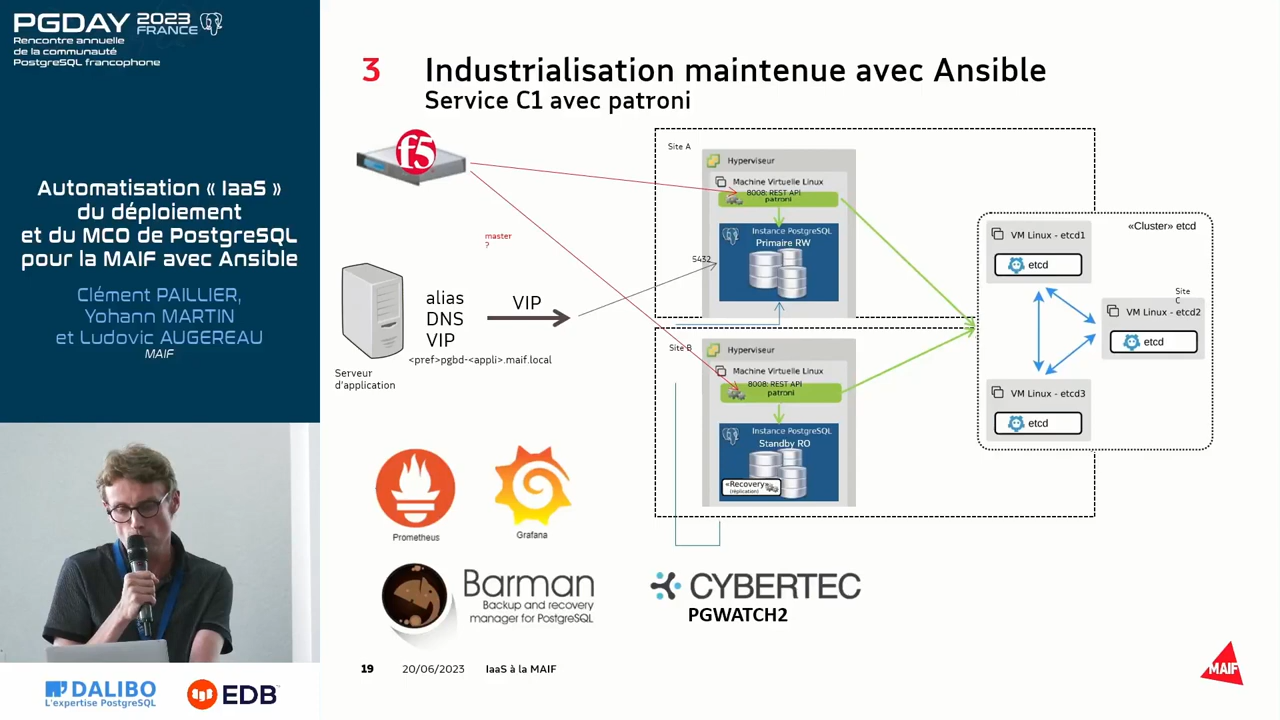 PGDAY 2023 FRANCE
Rencontre annuelle
de la communauté
PostgreSQL francophone
Automatisation « IaaS »
du déploiement
et du MCO de PostgreSQL
pour la MAIF avec Ansible
Clément PAILLIER,
Yohann MARTIN
et Ludovic AUGEREAU
MAIF
DALIBO
L'expertise PostgreSQL
EDB
3 Industrialisation maintenue avec Ansible
Service C1 avec patroni
f5
master
?
Serveur
d'application
alias
DNS
VIP
<pref>pgbd-<appli>.maif.local
VIP
5432
Site A
Hyperviseur
Machine Virtuelle Linux
8008: REST API
patroni
Instance PostgreSQL
Primaire RW
Site B
Hyperviseur
Machine Virtuelle Linux
8008: REST API
patroni
Instance PostgreSQL
Standby RO
«Recovery»
(réplication)
«Cluster» etcd
VM Linux - etcd1
etcd
Site
C
VM Linux - etcd2
etcd
VM Linux - etcd3
etcd
Prometheus
Grafana
Barman
Backup and recovery
manager for PostgreSQL
CYBERTEC
PGWATCH2
19 20/06/2023 IaaS à la MAIF
MAIF